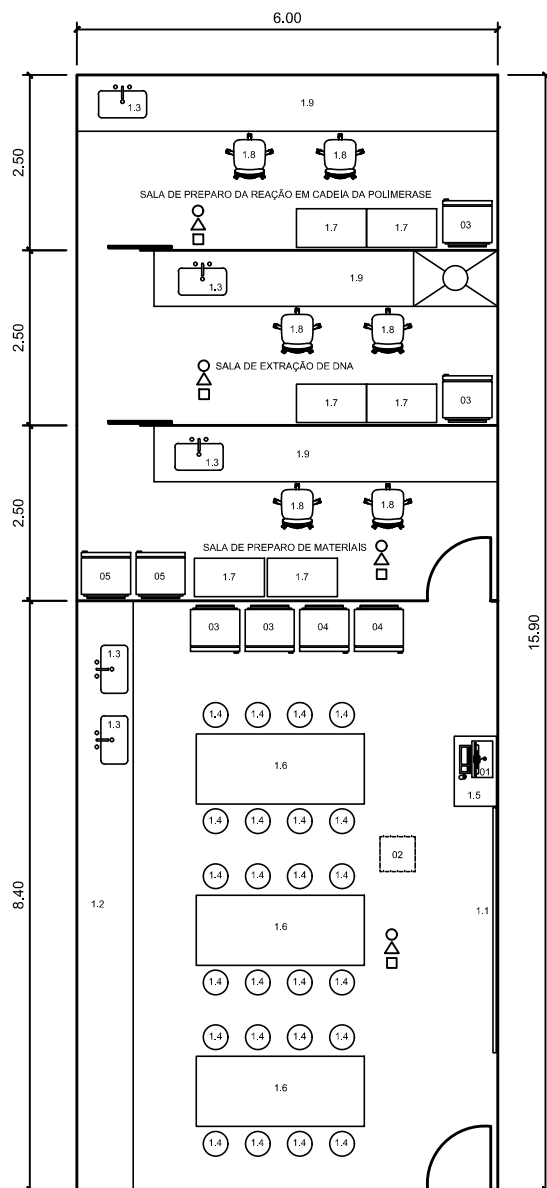 6.00
1.3
1.9
2.50
1.8 1.8
SALA DE PREPARO DA REAÇÃO EM CADEIA DA POLIMERASE
1.7 1.7 03
1.3 1.9
2.50
1.8 1.8
SALA DE EXTRAÇÃO DE DNA
1.7 1.7 03
1.3 1.9
2.50
1.8 1.8
SALA DE PREPARO DE MATERIAIS
05 05 1.7 1.7
03 03 04 04
15.90
1.3
1.3
1.4 1.4 1.4 1.4
1.6
01
1.5
1.4 1.4 1.4 1.4
02
1.4 1.4 1.4 1.4
8.40
1.2
1.6
1.1
1.4 1.4 1.4 1.4
1.4 1.4 1.4 1.4
1.6
1.4 1.4 1.4 1.4